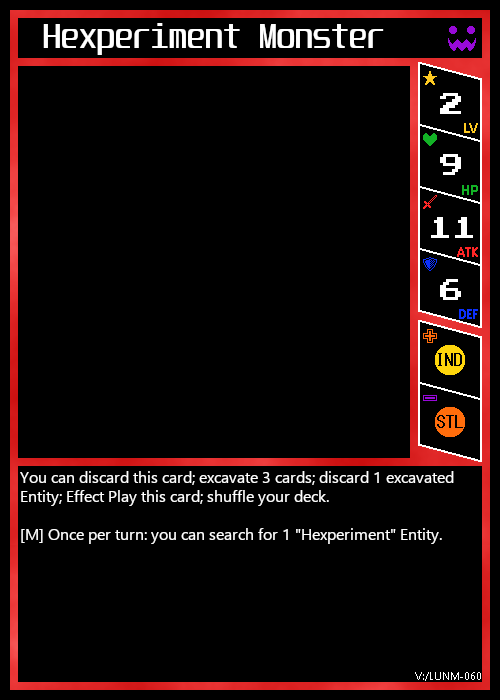 Hexperiment Monster
2
LV
9
HP
11
ATK
6
DEF
IND
STL
You can discard this card; excavate 3 cards; discard 1 excavated
Entity; Effect Play this card; shuffle your deck.
[M] Once per turn: you can search for 1 "Hexperiment" Entity.
V:/LUNM-060